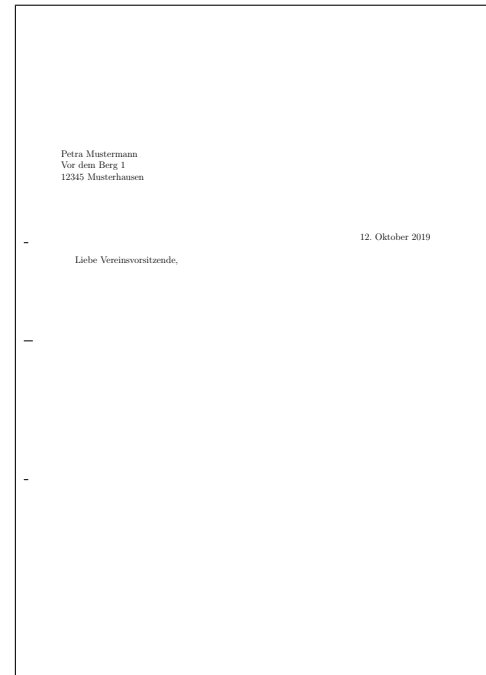 Petra Mustermann
Vor dem Berg 1
12345 Musterhausen
12. Oktober 2019
Liebe Vereinsvorsitzende,